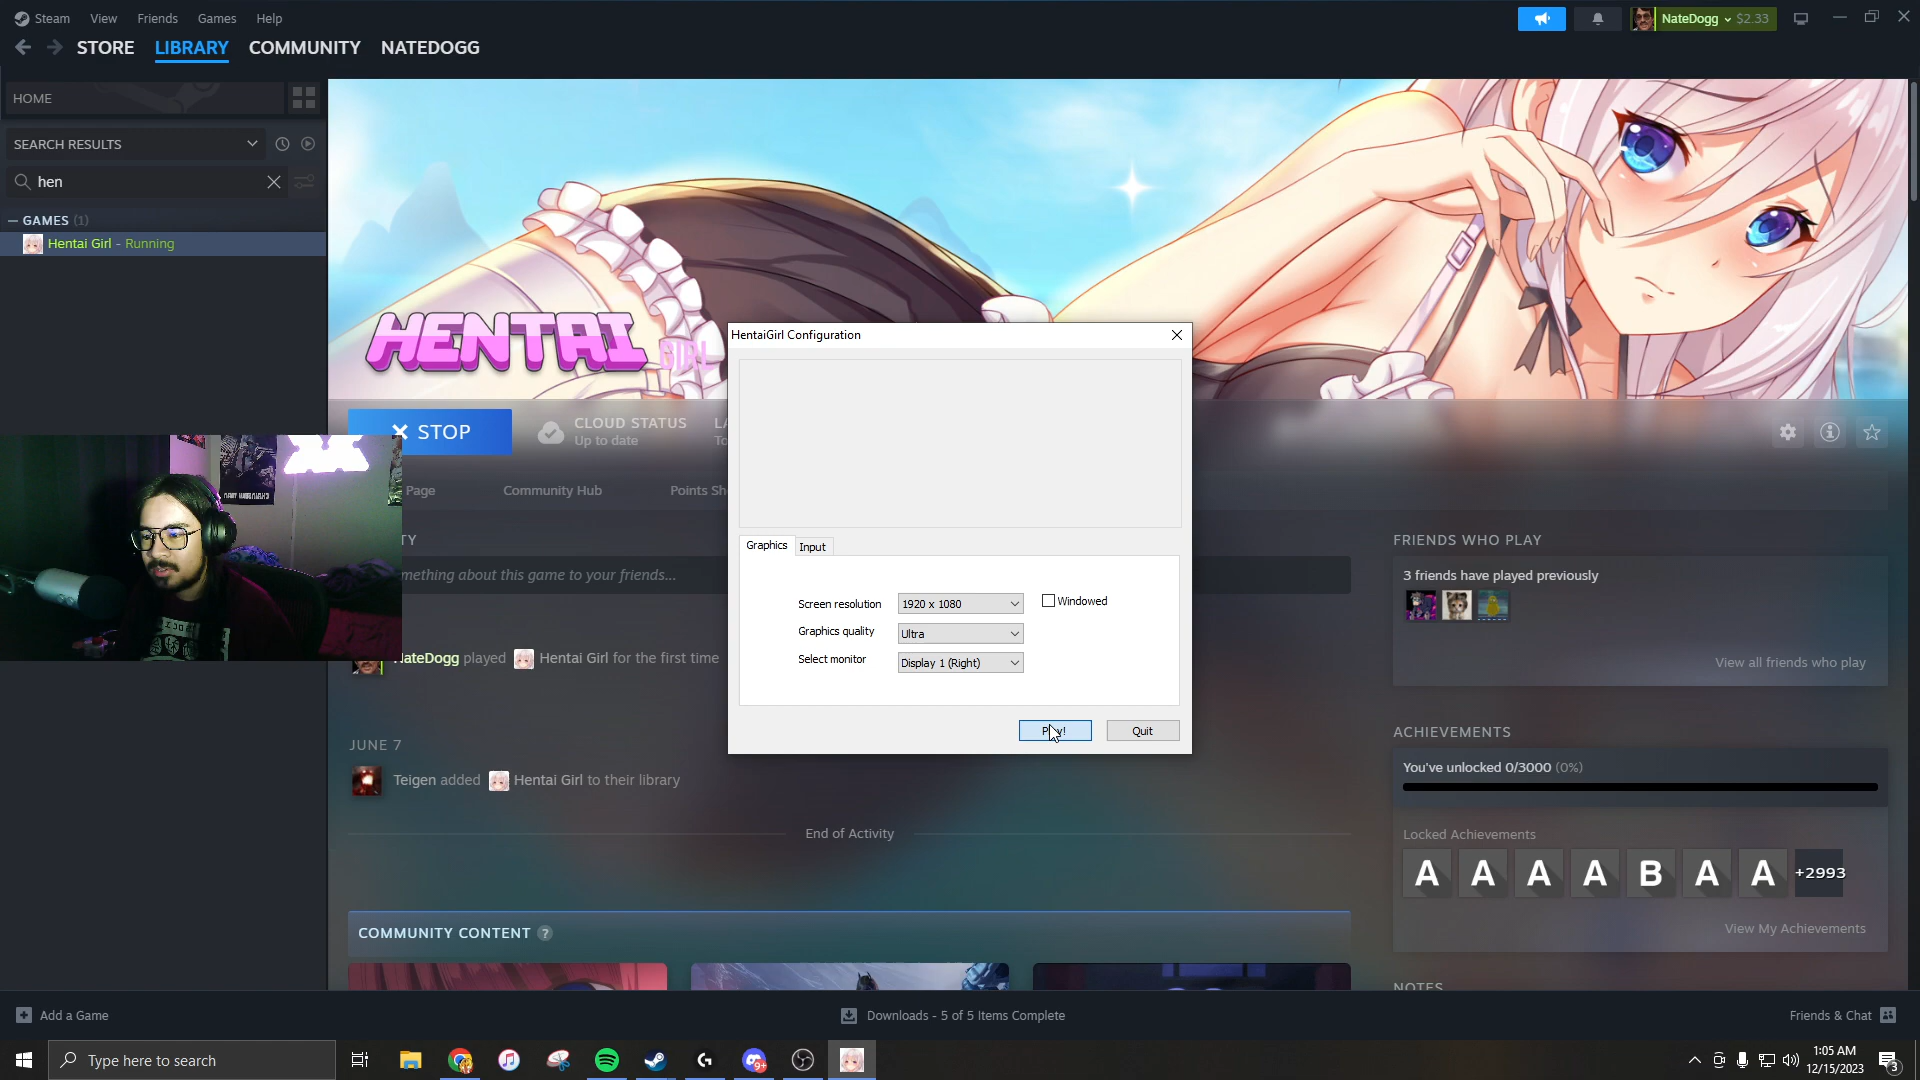 Steam View Friends Games Help
NateDogg $2.33
STORE LIBRARY COMMUNITY NATEDOGG
HOME
SEARCH RESULTS
hen
GAMES (1)
Hentai Girl - Running
HENTAI
GIRL
HentaiGirl Configuration
STOP
CLOUD STATUS
Up to date
Page Community Hub Points Sh
Graphics Input
Screen resolution 1920 x 1080 Windowed
Graphics quality Ultra
Select monitor Display 1 (Right)
Quit
TY
mething about this game to your friends...
NateDogg played Hentai Girl for the first time
JUNE 7
Teigen added Hentai Girl to their library
End of Activity
COMMUNITY CONTENT ?
FRIENDS WHO PLAY
3 friends have played previously
View all friends who play
ACHIEVEMENTS
You've unlocked 0/3000 (0%)
Locked Achievements
A A A A B A A +2993
View My Achievements
NOTES
Add a Game
Downloads - 5 of 5 Items Complete
Friends & Chat
Type here to search
9+
1:05 AM
12/15/2023
3